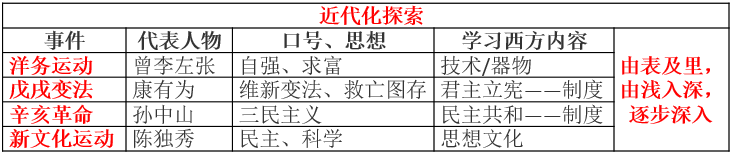 近代化探索
事件 代表人物 口号、思想 学习西方内容
洋务运动 曾李左张 自强、求富 技术/器物
戊戌变法 康有为 维新变法、救亡图存 君主立宪——制度
辛亥革命 孙中山 三民主义 民主共和——制度
新文化运动 陈独秀 民主、科学 思想文化
由表及里，
由浅入深，
逐步深入